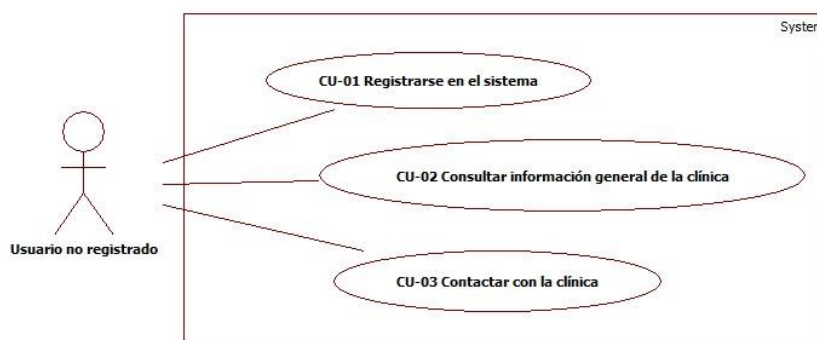 System
CU-01 Registrarse en el sistema
CU-02 Consultar información general de la clínica
Usuario no registrado
CU-03 Contactar con la clínica